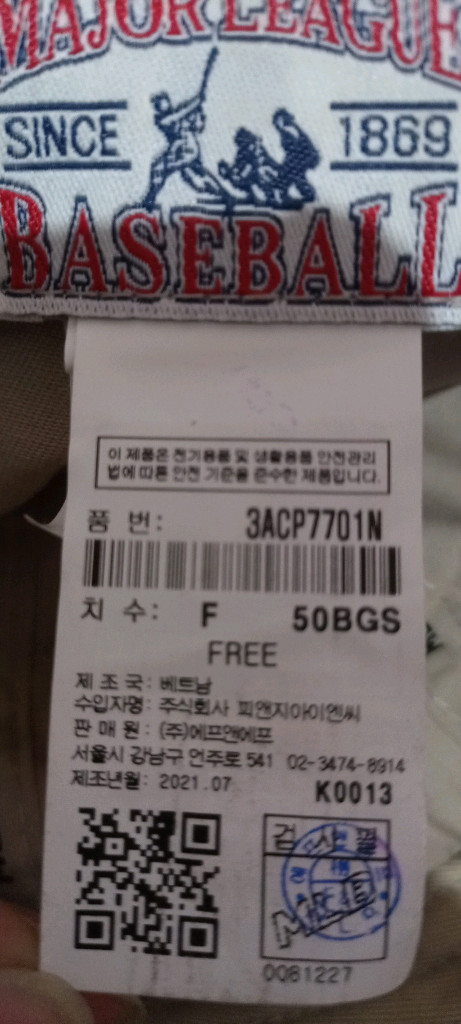 MAJOR LEAGUE
SINCE 1869
BASEBALL
이 제품은 전기용품 및 생활용품 안전관리
법에 따른 안전 기준을 준수한 제품입니다.
품 번: 3ACP7701N
치 수: F 50BGS
FREE
제 조 국: 베트남
수입자명: 주식회사 피앤지아이엔씨
판 매 원: (주)에프앤에프
서울시 강남구 언주로 541 02-3474-8914
제조년월: 2021.07
K0013
검 사 필
MLB
0081227